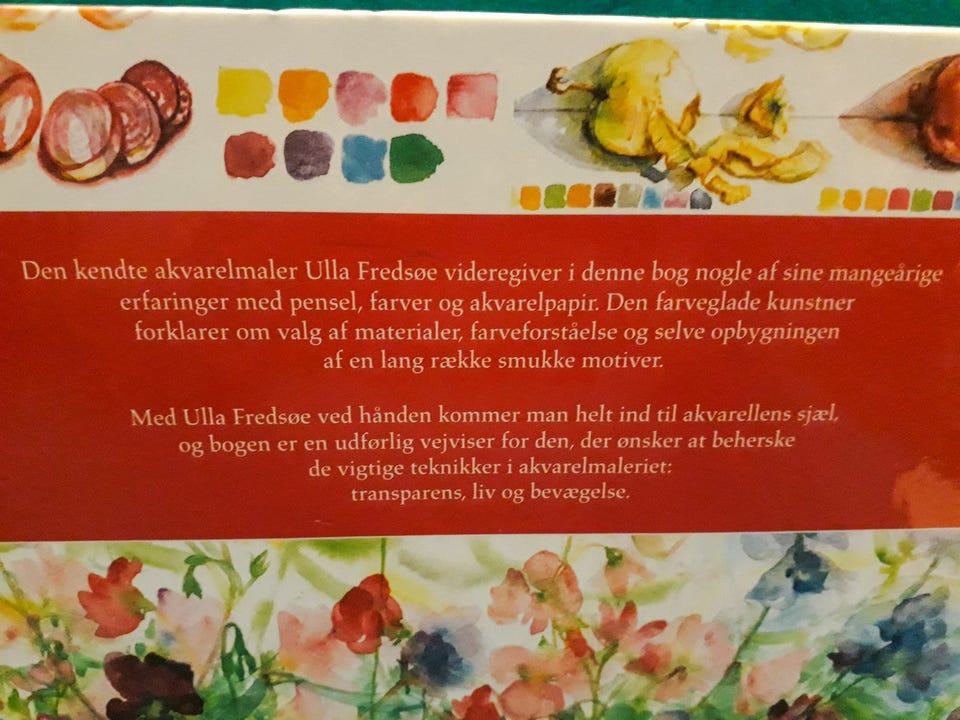 Den kendte akvarelmaler Ulla Fredsøe videregiver i denne bog nogle af sine mangeårige
erfaringer med pensel, farver og akvarelpapir. Den farveglade kunstner
forklarer om valg af materialer, farveforståelse og selve opbygningen
af en lang række smukke motiver.
Med Ulla Fredsøe ved hånden kommer man helt ind til akvarellens sjæl,
og bogen er en udførlig vejviser for den, der ønsker at beherske
de vigtige teknikker i akvarelmaleriet:
transparens, liv og bevægelse.